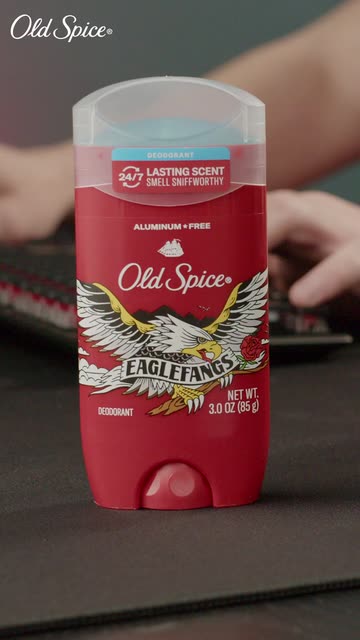 Old Spice®
DEODORANT
24/7
LASTING SCENT
SMELL SNIFFWORTHY
ALUMINUM★FREE
Old Spice®
EAGLEFANGS
DEODORANT
NET WT.
3.0 OZ (85 g)